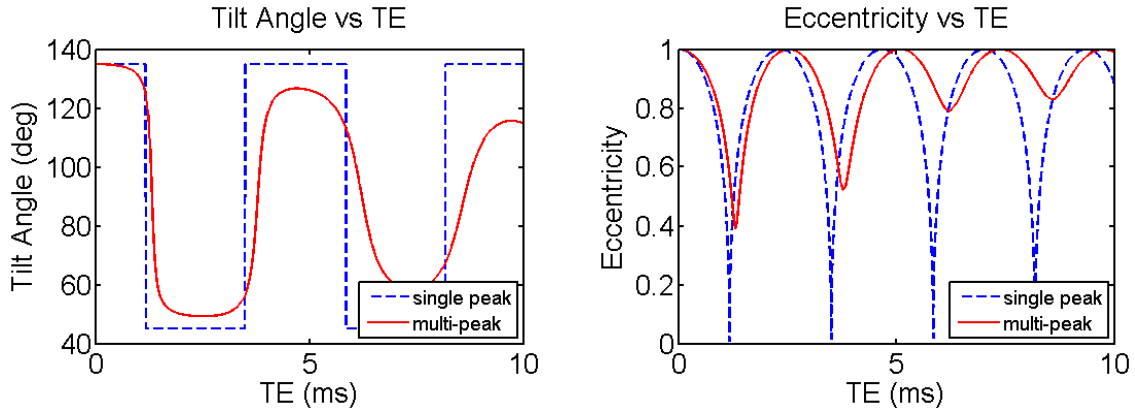 Tilt Angle vs TE
Tilt Angle (deg)
140
120
100
80
60
40
0
5
10
TE (ms)
single peak
multi-peak
Eccentricity vs TE
Eccentricity
1
0.8
0.6
0.4
0.2
0
0
5
10
TE (ms)
single peak
multi-peak